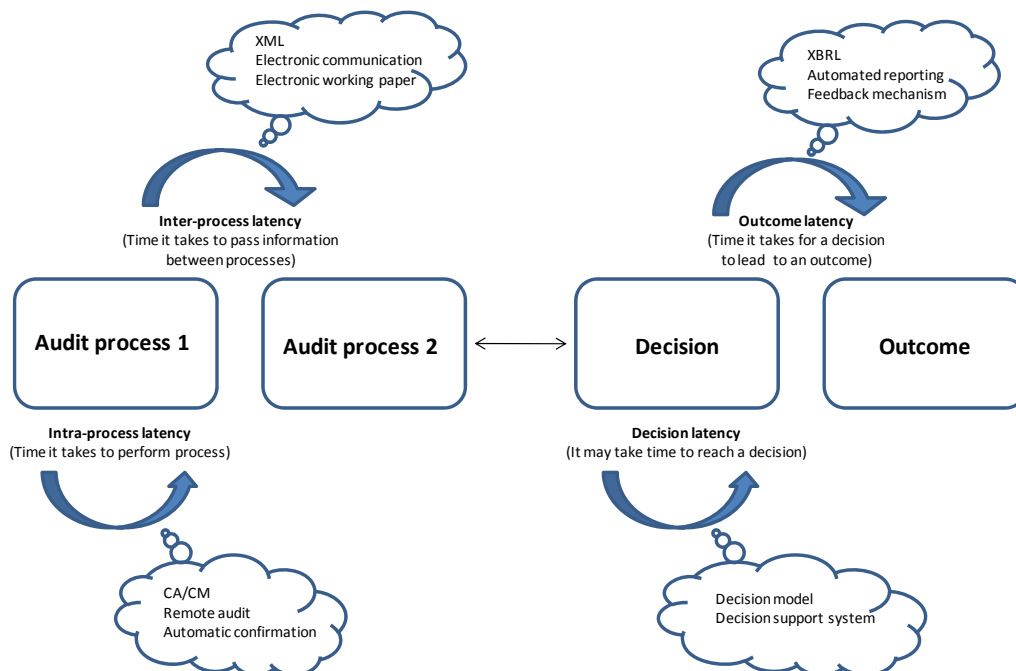 XML
Electronic communication
Electronic working paper
XBRL
Automated reporting
Feedback mechanism
Inter-process latency
(Time it takes to pass information
between processes)
Outcome latency
(Time it takes for a decision
to lead to an outcome)
Audit process 1
Audit process 2
Decision
Outcome
Intra-process latency
(Time it takes to perform process)
Decision latency
(It may take time to reach a decision)
CA/CM
Remote audit
Automatic confirmation
Decision model
Decision support system